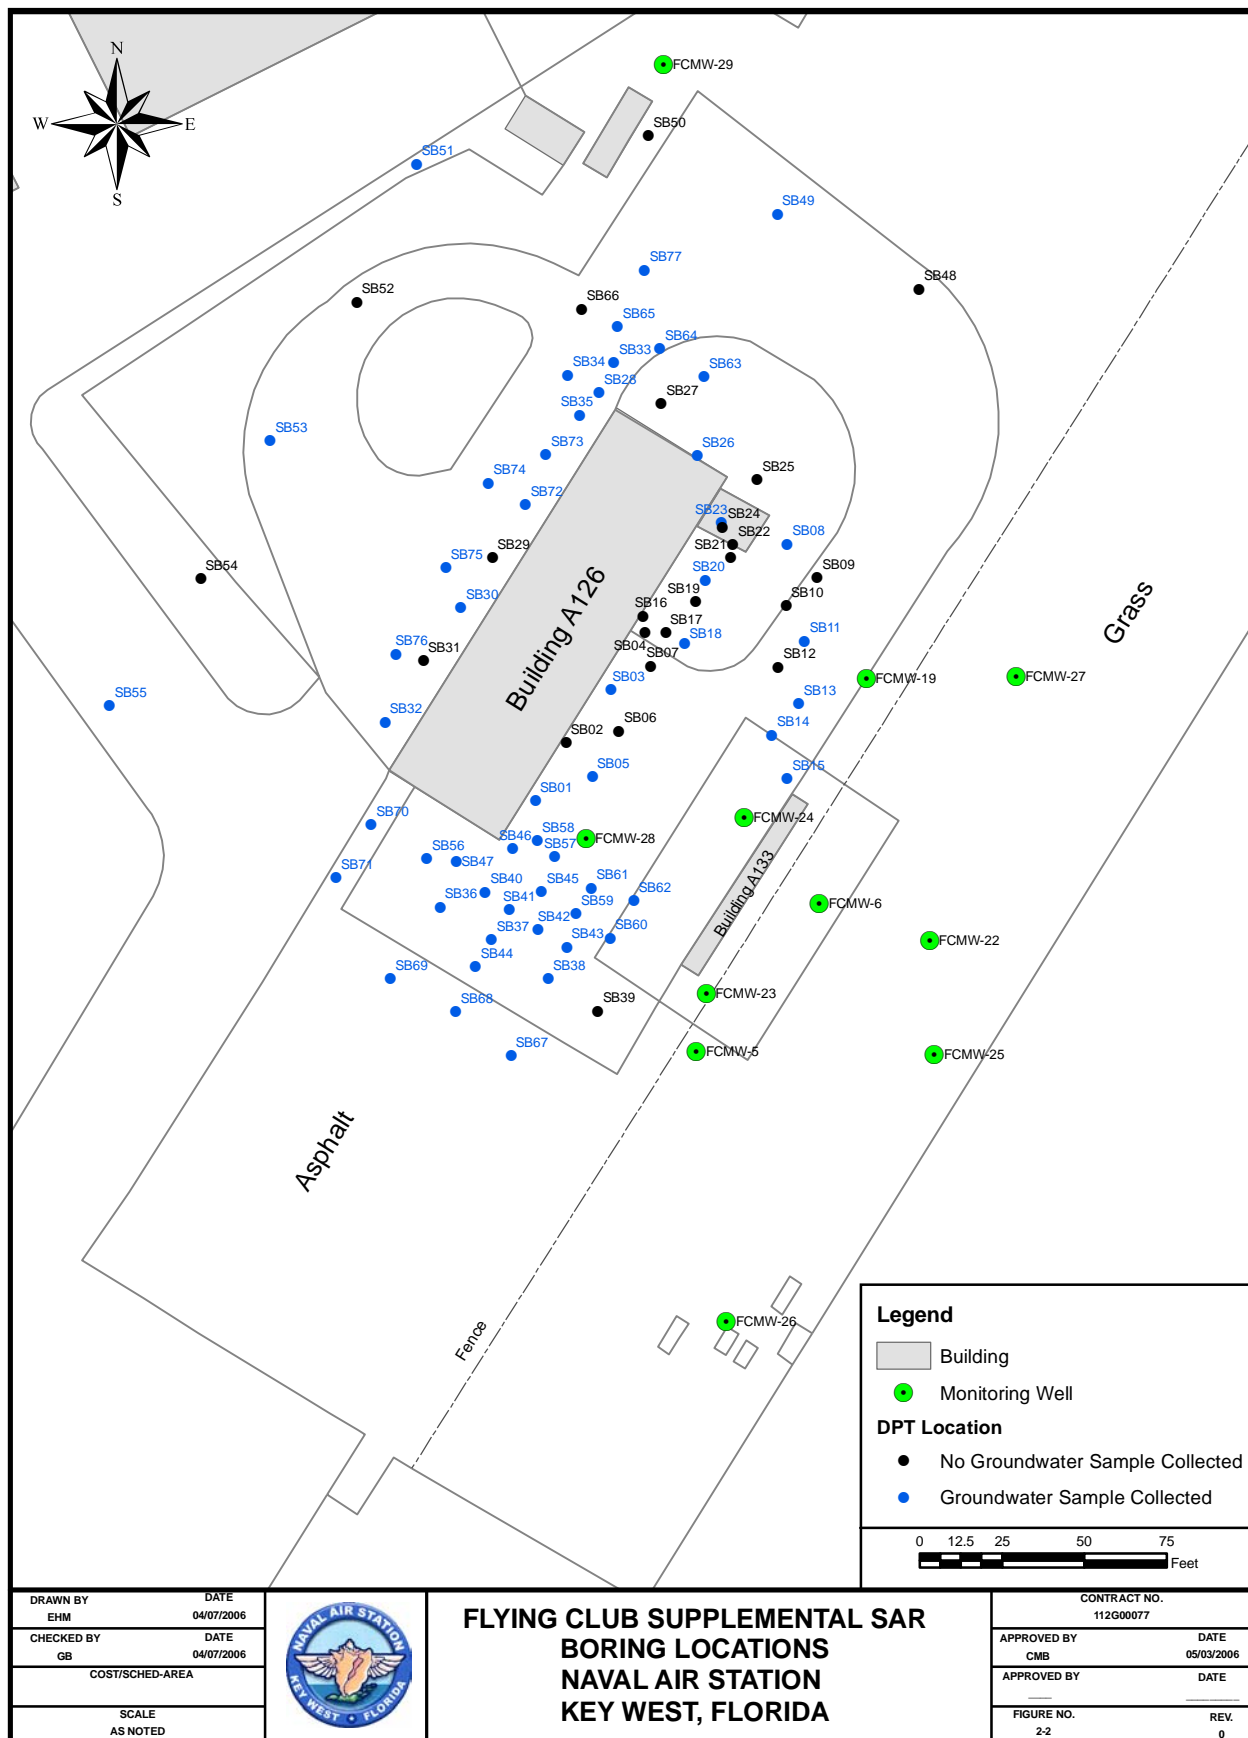 N
W
E
S
FCMW-29
SB50
SB51
SB49
SB77
SB48
SB52
SB66
SB65
SB64
SB33
SB34
SB63
SB28
SB27
SB35
SB53
SB73
SB26
SB74
SB25
SB72
SB23
SB24
SB22
SB08
SB29
SB21
SB75
SB54
SB20
SB09
SB30
SB19
SB10
SB16
SB17
SB76
SB31
SB04
SB18
SB11
SB07
SB12
Building A126
Grass
FCMW-19
FCMW-27
SB55
SB03
SB13
SB32
SB06
SB14
SB02
SB05
SB15
SB01
SB70
FCMW-24
SB58
FCMW-28
SB46
SB56
SB57
SB47
SB71
SB40
SB45
SB61
SB62
Building A133
FCMW-6
SB36
SB41
SB59
SB42
SB37
SB43
SB60
FCMW-22
SB44
SB69
SB38
FCMW-23
SB68
SB39
SB67
FCMW-5
FCMW-25
Asphalt
Fence
FCMW-26
Legend
Building
Monitoring Well
DPT Location
No Groundwater Sample Collected
Groundwater Sample Collected
0 12.5 25 50 75
Feet
DRAWN BY DATE
EHM 04/07/2006
CHECKED BY DATE
GB 04/07/2006
COST/SCHED-AREA
SCALE
AS NOTED
NAVAL AIR STATION
KEY WEST FLORIDA
FLYING CLUB SUPPLEMENTAL SAR
BORING LOCATIONS
NAVAL AIR STATION
KEY WEST, FLORIDA
CONTRACT NO.
112G00077
APPROVED BY DATE
CMB 05/03/2006
APPROVED BY DATE
FIGURE NO. REV.
2-2 0